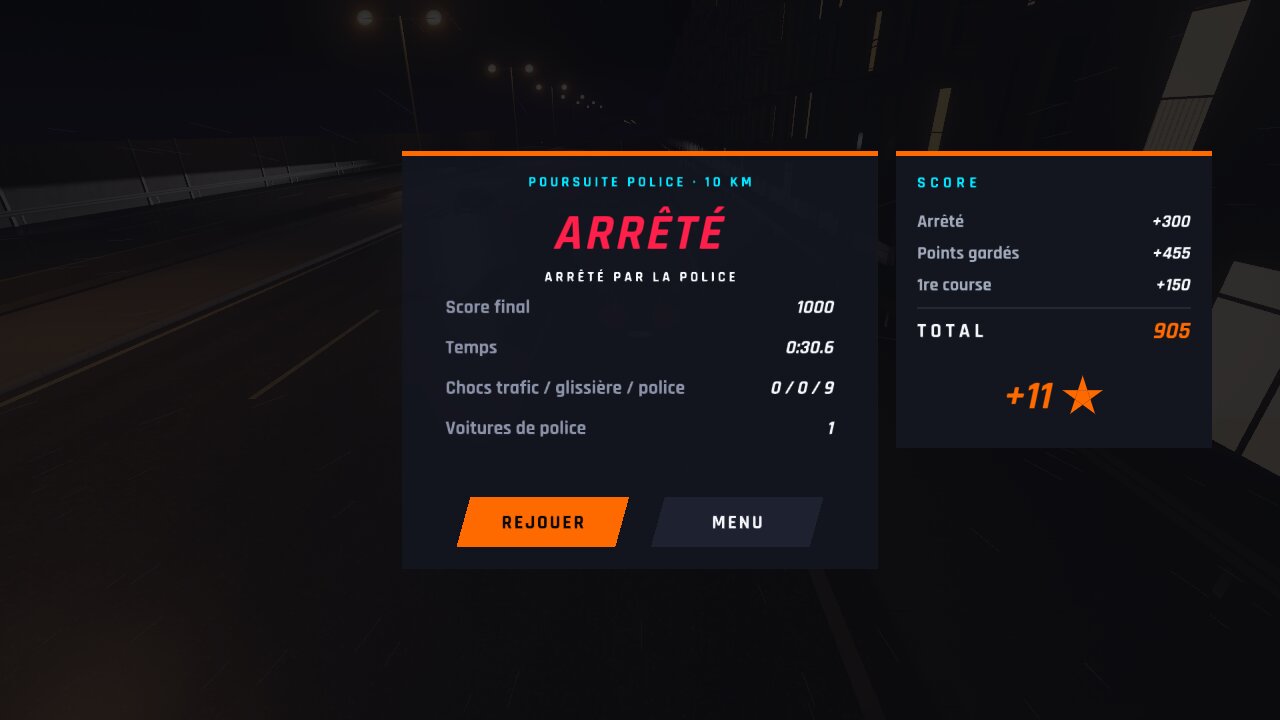 POURSUITE POLICE · 10 KM
ARRÊTÉ
ARRÊTÉ PAR LA POLICE
Score final 1000
Temps 0:30.6
Chocs trafic / glissière / police 0 / 0 / 9
Voitures de police 1
REJOUER MENU
SCORE
Arrêté +300
Points gardés +455
1re course +150
TOTAL 905
+11